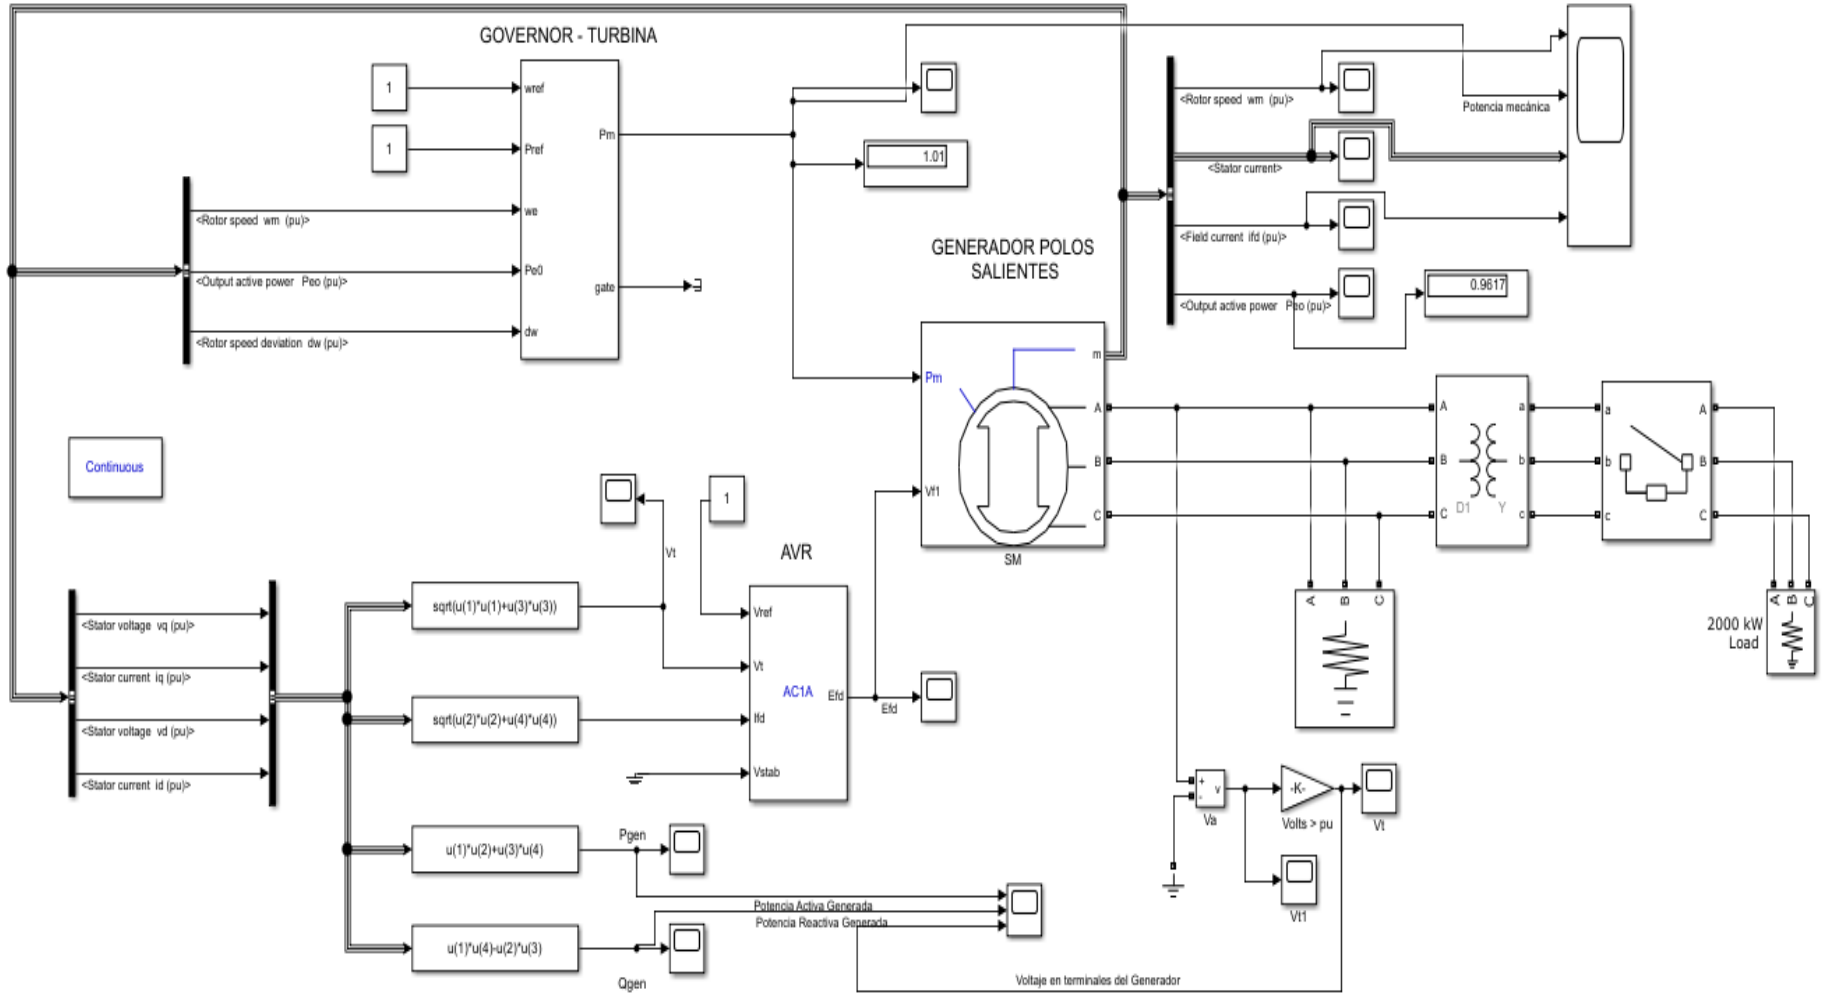 GOVERNOR - TURBINA
1
wref
1
Pref
Pm
1.01
<Rotor speed wm (pu)>
we
<Output active power Peo (pu)>
Pe0
gate
<Rotor speed deviation dw (pu)>
dw
<Rotor speed wm (pu)>
Potencia mecánica
<Stator current>
<Field current ifd (pu)>
<Output active power Peo (pu)>
0.9617
GENERADOR POLOS
SALIENTES
Pm
m
A
B
C
Vf1
SM
A
B
C
a
b
c
D1
Y
a
b
c
A
B
C
A
B
C
A
B
C
2000 kW
Load
Continuous
1
Vt
AVR
<Stator voltage vq (pu)>
<Stator current iq (pu)>
<Stator voltage vd (pu)>
<Stator current id (pu)>
sqrt(u(1)*u(1)+u(3)*u(3))
sqrt(u(2)*u(2)+u(4)*u(4))
u(1)*u(2)+u(3)*u(4)
u(1)*u(4)-u(2)*u(3)
Vref
Vt
AC1A
Efd
Ifd
Vstab
Efd
Pgen
Qgen
Potencia Activa Generada
Potencia Reactiva Generada
Voltaje en terminales del Generador
+
-
v
Va
-K-
Volts > pu
Vt
Vt1